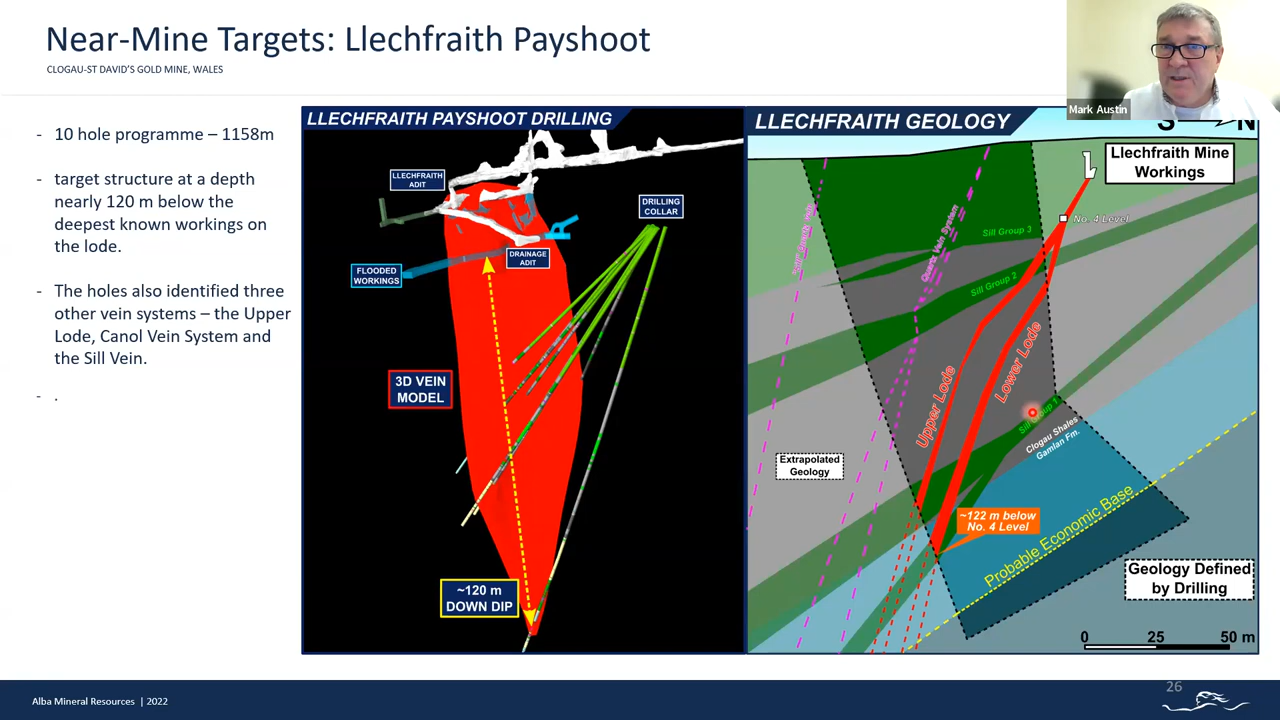 Near-Mine Targets: Llechfraith Payshoot
CLOGAU-ST DAVID'S GOLD MINE, WALES
Mark Austin
- 10 hole programme – 1158m
- target structure at a depth
nearly 120 m below the
deepest known workings on
the lode.
- The holes also identified three
other vein systems – the Upper
Lode, Canol Vein System and
the Sill Vein.
- .
LLECHFRAITH PAYSHOOT DRILLING
LLECHFRAITH
ADIT
DRILLING
COLLAR
DRAINAGE
ADIT
FLOODED
WORKINGS
3D VEIN
MODEL
~120 m
DOWN DIP
LLECHFRAITH GEOLOGY
S N
Llechfraith Mine
Workings
No. 4 Level
Quartz Vein System
Sill Group 3
Sill Group 2
Upper Lode
Lower Lode
Sill Group 1
Clogau Shales
Gamlan Fm.
Extrapolated
Geology
~122 m below
No. 4 Level
Probable Economic Base
Geology Defined
by Drilling
0 25 50 m
Alba Mineral Resources | 2022
26